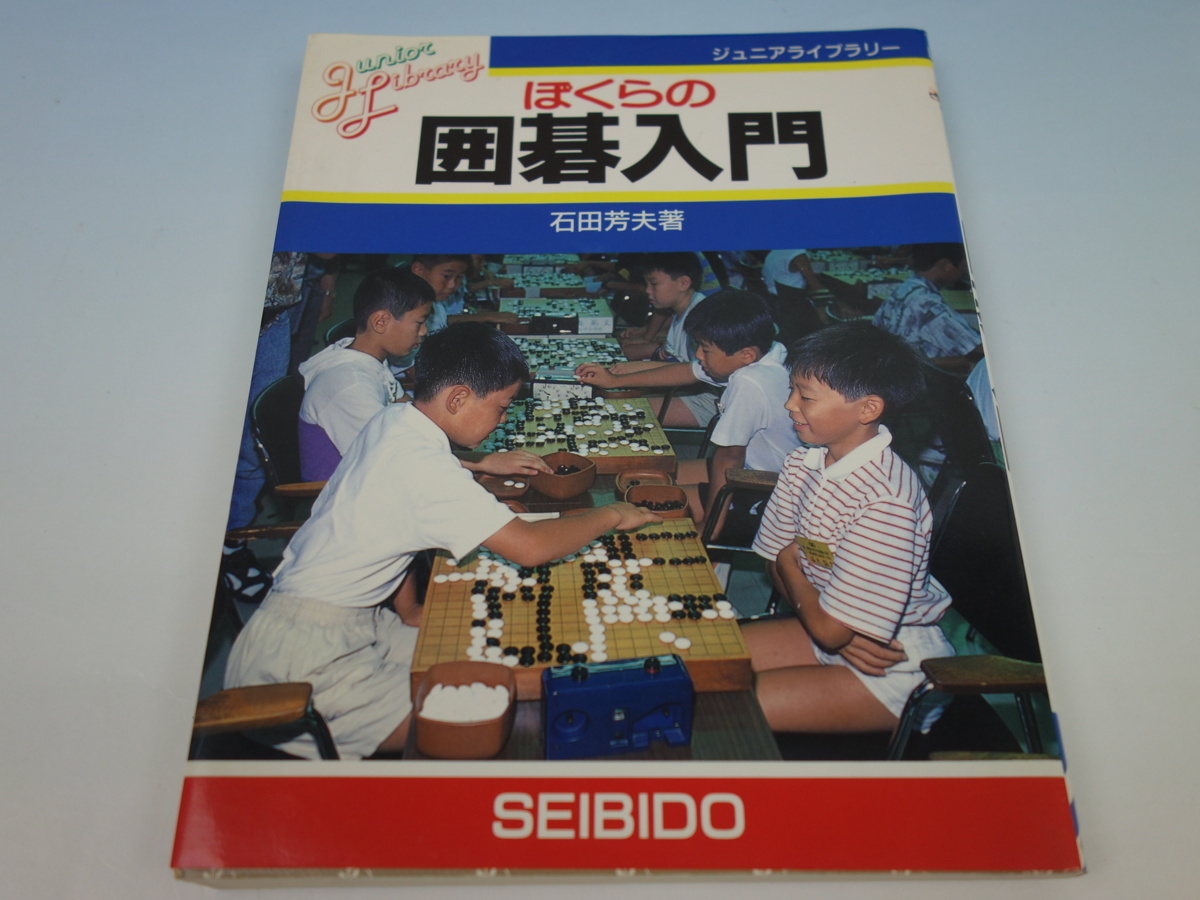 Junior
Library
ジュニアライブラリー
ぼくらの
囲碁入門
石田芳夫著
SEIBIDO